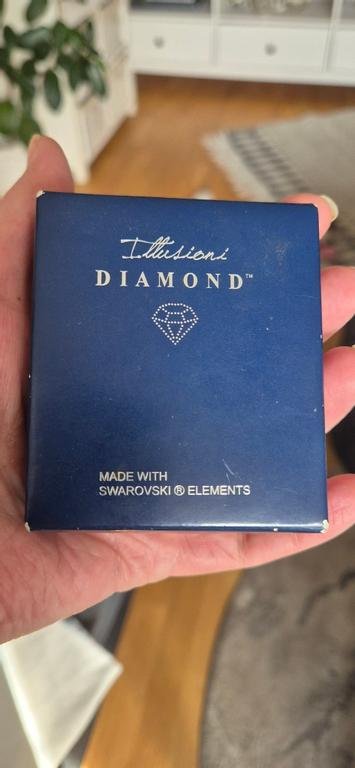 Illusioni
DIAMOND™
MADE WITH
SWAROVSKI ® ELEMENTS